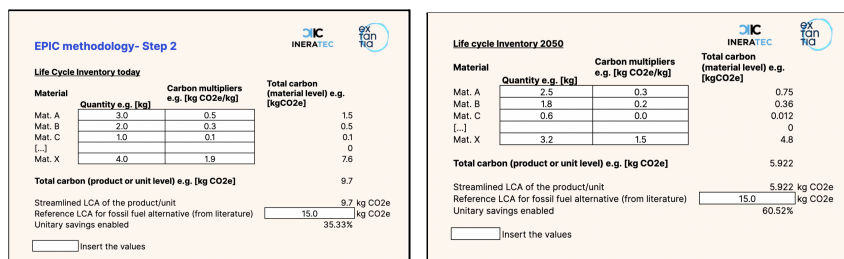 EPIC methodology- Step 2
INERATEC
ex
fan
tia
Life Cycle Inventory today
Material
Quantity e.g. [kg]
Carbon multipliers
e.g. [kg CO2e/kg]
Total carbon
(material level) e.g.
[kgCO2e]
Mat. A 3.0 0.5 1.5
Mat. B 2.0 0.3 0.5
Mat. C 1.0 0.1 0.1
[...] 0
Mat. X 4.0 1.9 7.6
Total carbon (product or unit level) e.g. [kg CO2e] 9.7
Streamlined LCA of the product/unit 9.7 kg CO2e
Reference LCA for fossil fuel alternative (from literature) 15.0 kg CO2e
Unitary savings enabled 35.33%
Insert the values
INERATEC
ex
fan
tia
Life cycle Inventory 2050
Material
Quantity e.g. [kg]
Carbon multipliers
e.g. [kg CO2e/kg]
Total carbon
(material level) e.g.
[kgCO2e]
Mat. A 2.5 0.3 0.75
Mat. B 1.8 0.2 0.36
Mat. C 0.6 0.0 0.012
[...] 0
Mat. X 3.2 1.5 4.8
Total carbon (product or unit level) e.g. [kg CO2e] 5.922
Streamlined LCA of the product/unit 5.922 kg CO2e
Reference LCA for fossil fuel alternative (from literature) 15.0 kg CO2e
Unitary savings enabled 60.52%
Insert the values